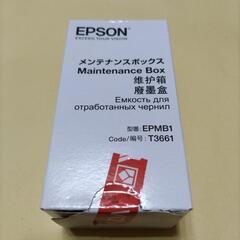 EPSON
EXCEED YOUR VISION
メンテナンスボックス
Maintenance Box
维护箱
廢墨盒
Емкость для
отработанных чернил
型番:EPMB1
Code/编号: T3661